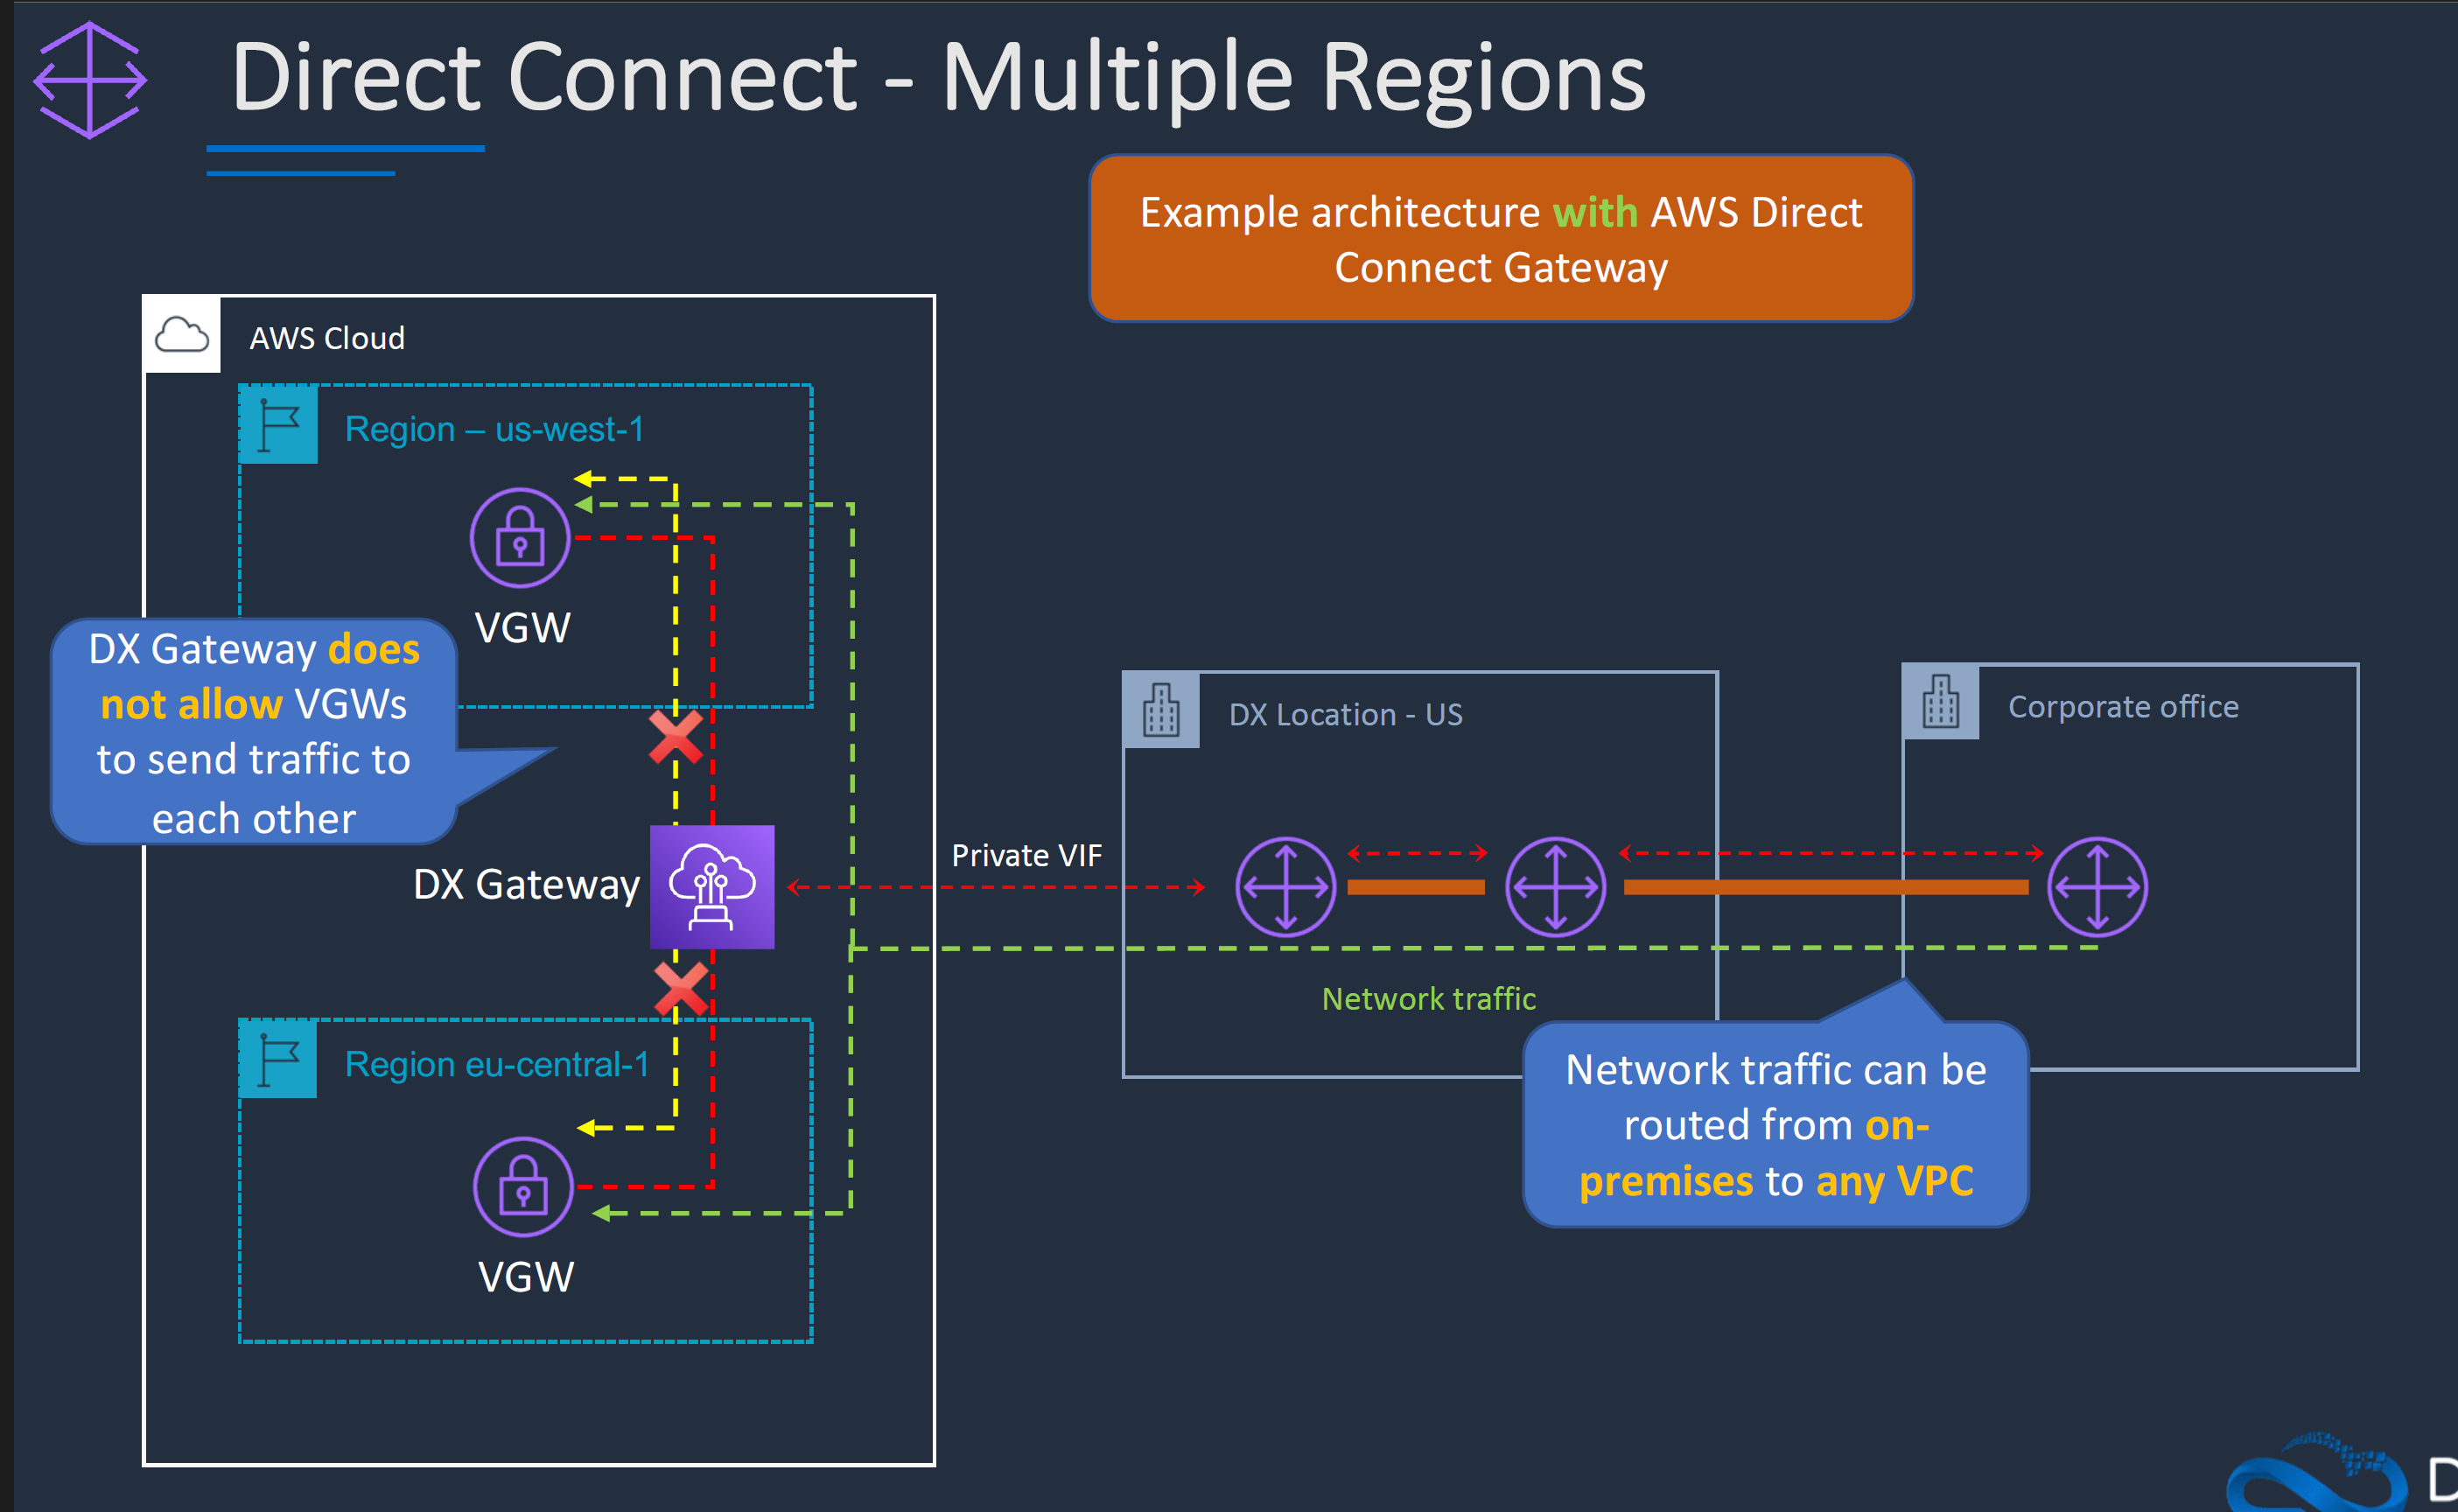 Direct Connect - Multiple Regions
Example architecture with AWS Direct
Connect Gateway
AWS Cloud
Region – us-west-1
VGW
DX Gateway does
not allow VGWs
to send traffic to
each other
DX Gateway
Private VIF
DX Location - US
Corporate office
Network traffic
Region eu-central-1
VGW
Network traffic can be
routed from on-
premises to any VPC
D